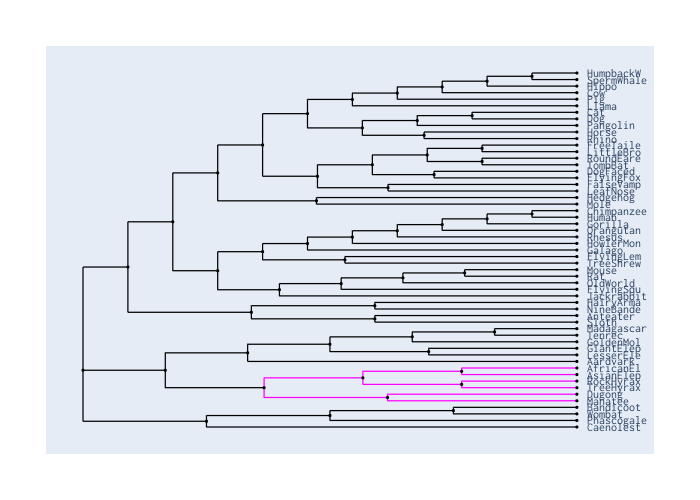 HumpbackW
SpermWhale
Hippo
Cow
Pig
Llama
Cat
Dog
Pangolin
Horse
Rhino
FreeTaile
LittleBro
RoundEare
TombBat
DogFaced
FlyingFox
FalseVamp
LeafNose
Hedgehog
Mole
Chimpanzee
Human
Gorilla
Orangutan
Rhesus
HowlerMon
Galago
FlyingLem
TreeShrew
Mouse
Rat
OldWorld
FlyingSqu
Jackrabbit
HairyArma
NineBande
Anteater
Sloth
Madagascar
Tenrec
GoldenMol
GiantElep
LesserEle
Aardvark
AfricanEl
AsianElep
RockHyrax
TreeHyrax
Dugong
Manatee
Bandicoot
Wombat
Phascogale
Caenolest